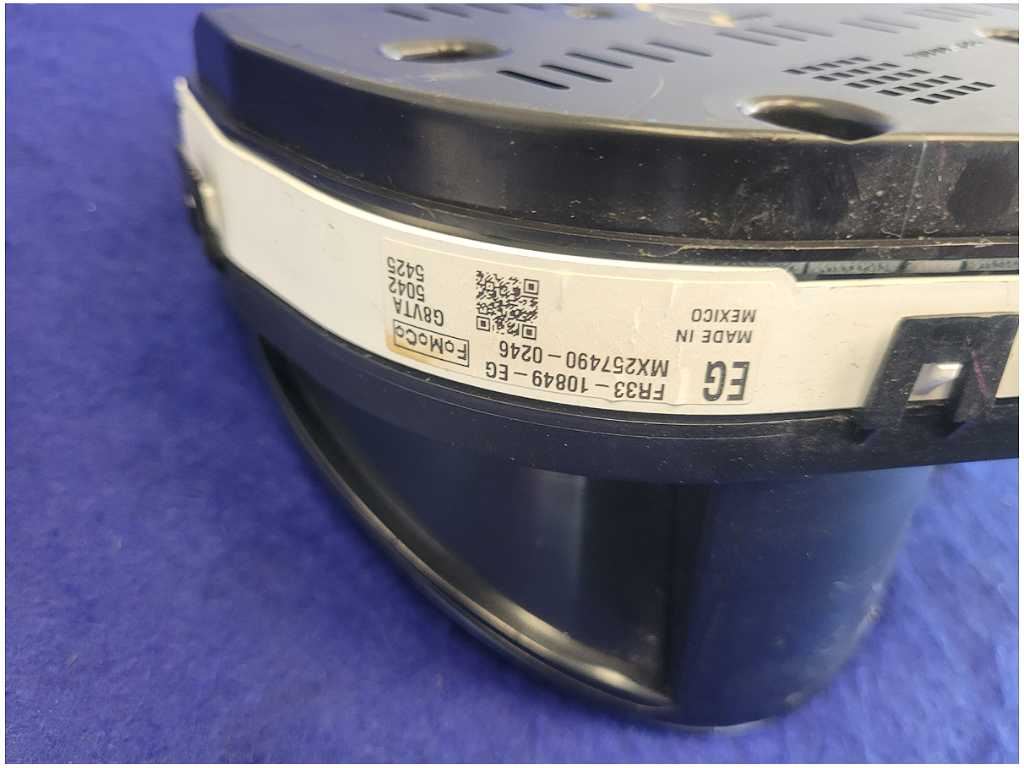 FR33-10849-EG
EG
MX257490-0246
MADE IN
MEXICO
FoMoCo
G8VTA
5042
5425